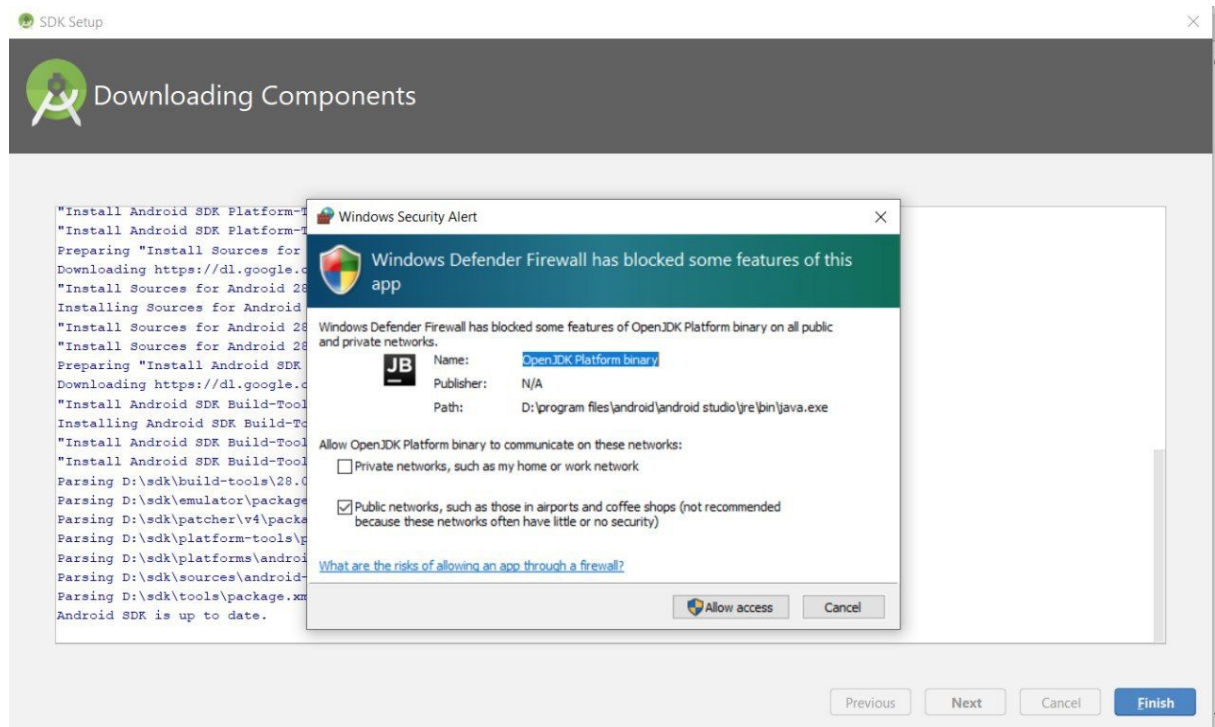 SDK Setup
Downloading Components
"Install Android SDK Platform-T
"Install Android SDK Platform-T
Preparing "Install Sources for
Downloading https://dl.google.c
"Install Sources for Android 28
Installing Sources for Android
"Install Sources for Android 28
"Install Sources for Android 28
Preparing "Install Android SDK
Downloading https://dl.google.c
"Install Android SDK Build-Tool
Installing Android SDK Build-To
"Install Android SDK Build-Tool
"Install Android SDK Build-Tool
Parsing D:\sdk\build-tools\28.0
Parsing D:\sdk\emulator\package
Parsing D:\sdk\patcher\v4\packa
Parsing D:\sdk\platform-tools\p
Parsing D:\sdk\platforms\androi
Parsing D:\sdk\sources\android-
Parsing D:\sdk\tools\package.xm
Android SDK is up to date.
Windows Security Alert
Windows Defender Firewall has blocked some features of this
app
Windows Defender Firewall has blocked some features of OpenJDK Platform binary on all public
and private networks.
JB
Name: OpenJDK Platform binary
Publisher: N/A
Path: D:\program files\android\android studio\jre\bin\java.exe
Allow OpenJDK Platform binary to communicate on these networks:
Private networks, such as my home or work network
Public networks, such as those in airports and coffee shops (not recommended
because these networks often have little or no security)
What are the risks of allowing an app through a firewall?
Allow access Cancel
Previous Next Cancel Finish